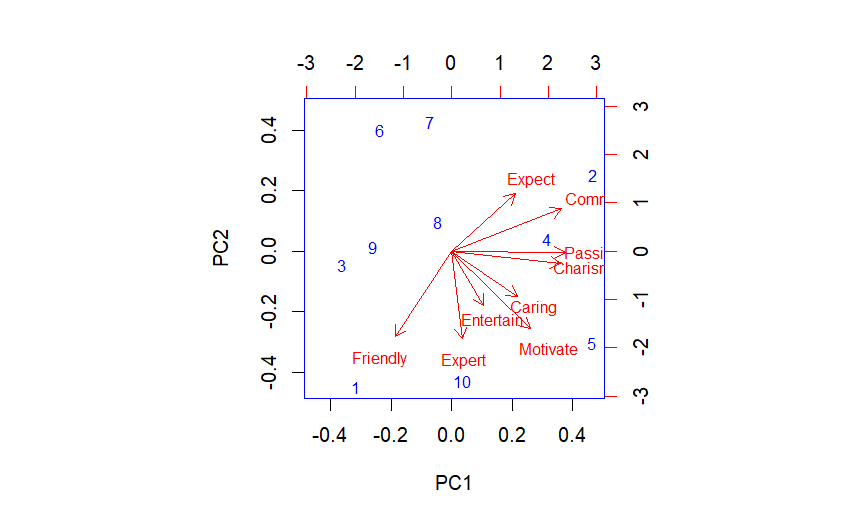 -3 -2 -1 0 1 2 3
3
6 7
0.4
2
Expect 2
0.2
Comr
1
8
4
9
0.0 Passi 0
PC2
3 Charisr
Caring
-1
-0.2 Entertain
5 -2
Motivate
Friendly Expert
-0.4 1 10
-3
-0.4 -0.2 0.0 0.2 0.4
PC1